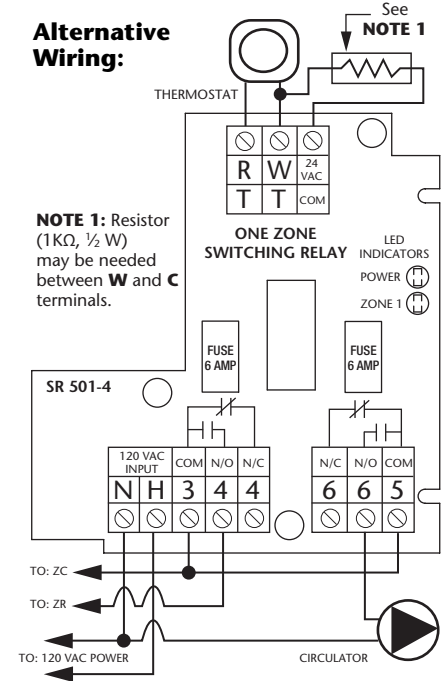 Alternative
Wiring:
See
NOTE 1
THERMOSTAT
R W 24 VAC
T T COM
NOTE 1: Resistor
(1KΩ, ½ W)
may be needed
between W and C
terminals.
ONE ZONE
SWITCHING RELAY
LED
INDICATORS
POWER
ZONE 1
FUSE
6 AMP
FUSE
6 AMP
SR 501-4
120 VAC
INPUT
COM N/O N/C
N/C N/O COM
N H 3 4 4
6 6 5
TO: ZC
TO: ZR
TO: 120 VAC POWER
CIRCULATOR